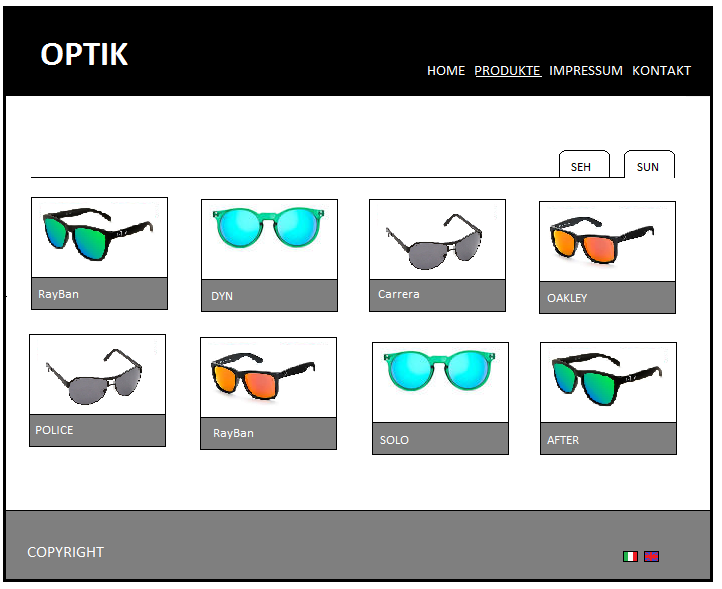 OPTIK
HOME PRODUKTE IMPRESSUM KONTAKT
SEH SUN
RayBan DYN Carrera OAKLEY
POLICE RayBan SOLO AFTER
COPYRIGHT